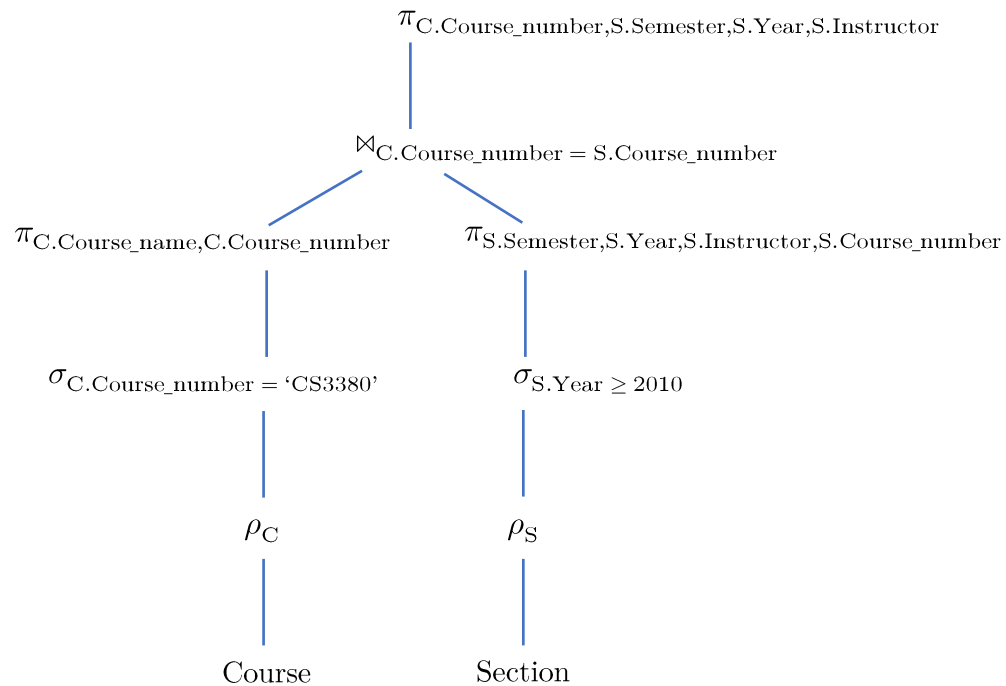 πC.Course_number,S.Semester,S.Year,S.Instructor
⋈C.Course_number = S.Course_number
πC.Course_name,C.Course_number
πS.Semester,S.Year,S.Instructor,S.Course_number
σC.Course_number = ‘CS3380’
σS.Year ≥ 2010
ρC
ρS
Course
Section